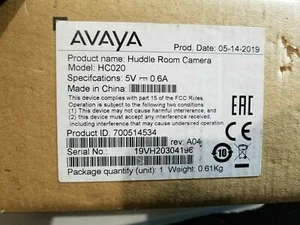 AVAYA
Prod. Date: 05-14-2019
Product name: Huddle Room Camera
Model: HC020
Specifcations: 5V ⎓ 0.6A
Made in China:
This device complies with part 15 of the FCC Rules.
Operation is subject to the following two conditions:
(1) this device may not cause harmful interference, and
(2) this device must accept any interference received,
including interference that may cause undesired operation.
EAC
Product ID: 700514534
rev. A04
Serial No.:
19VH20304196
10
Package quantity (unit): 1 Weight: 0.61Kg